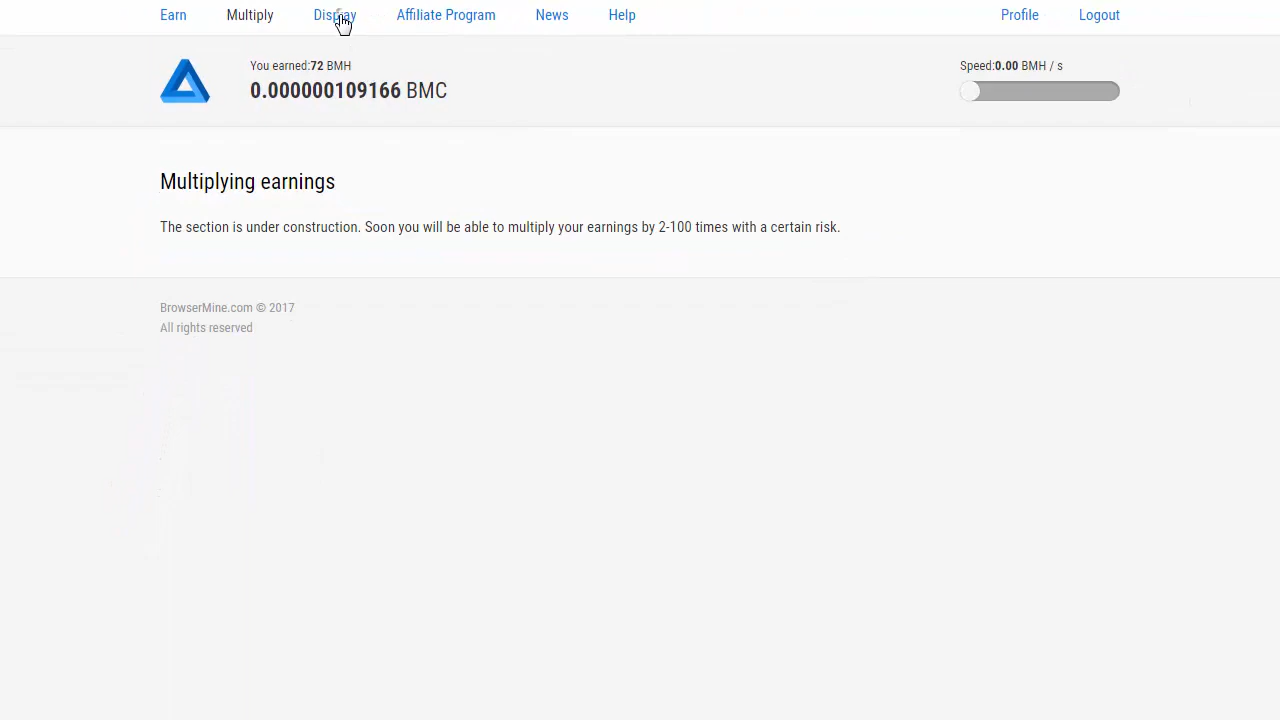 Earn Multiply Display Affiliate Program News Help Profile Logout
You earned:72 BMH
0.000000109166 BMC
Speed:0.00 BMH / s
Multiplying earnings
The section is under construction. Soon you will be able to multiply your earnings by 2-100 times with a certain risk.
BrowserMine.com © 2017
All rights reserved